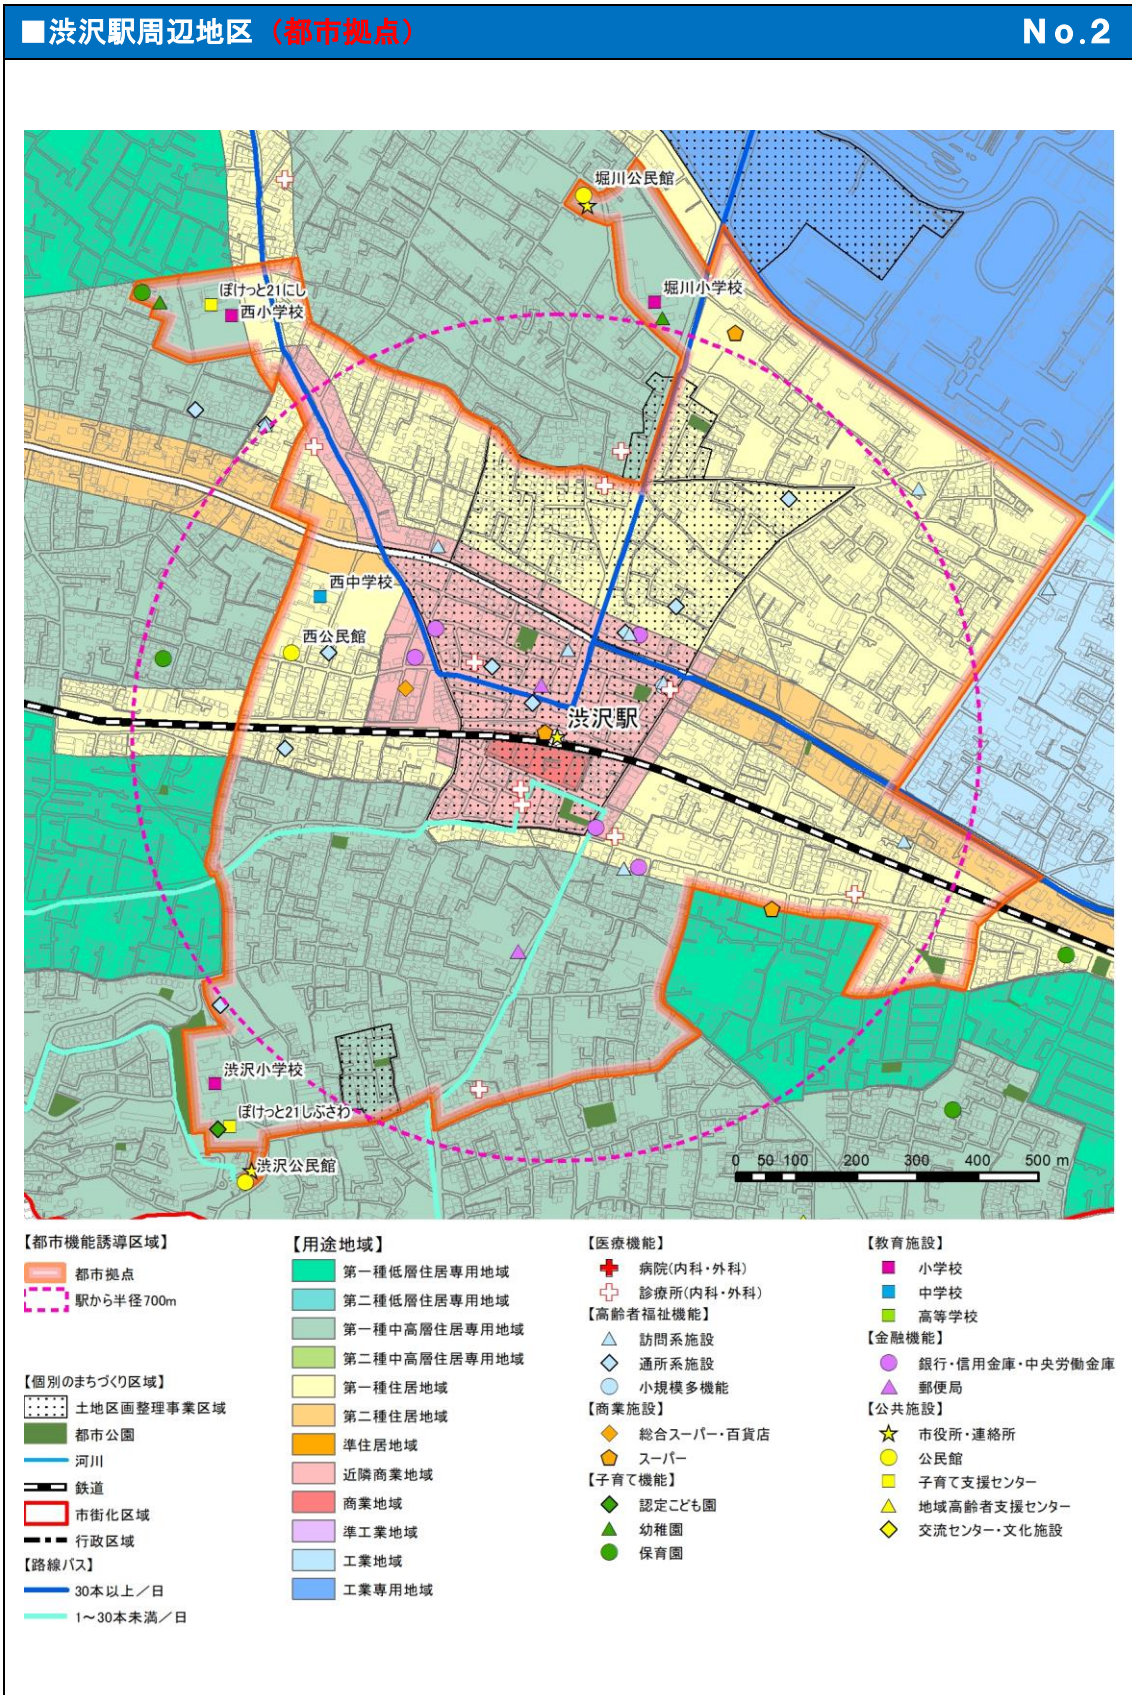 ■渋沢駅周辺地区（都市拠点） No.2
堀川公民館
ぽけっと21にし
西小学校
堀川小学校
西中学校
西公民館
渋沢駅
渋沢小学校
ぽけっと21しぶさわ
渋沢公民館
0 50 100 200 300 400 500 m
【都市機能誘導区域】
都市拠点
駅から半径700m
【個別のまちづくり区域】
土地区画整理事業区域
都市公園
河川
鉄道
市街化区域
行政区域
【路線バス】
30本以上／日
1～30本未満／日
【用途地域】
第一種低層住居専用地域
第二種低層住居専用地域
第一種中高層住居専用地域
第二種中高層住居専用地域
第一種住居地域
第二種住居地域
準住居地域
近隣商業地域
商業地域
準工業地域
工業地域
工業専用地域
【医療機能】
病院(内科・外科)
診療所(内科・外科)
【高齢者福祉機能】
訪問系施設
通所系施設
小規模多機能
【商業施設】
総合スーパー・百貨店
スーパー
【子育て機能】
認定こども園
幼稚園
保育園
【教育施設】
小学校
中学校
高等学校
【金融機能】
銀行・信用金庫・中央労働金庫
郵便局
【公共施設】
市役所・連絡所
公民館
子育て支援センター
地域高齢者支援センター
交流センター・文化施設